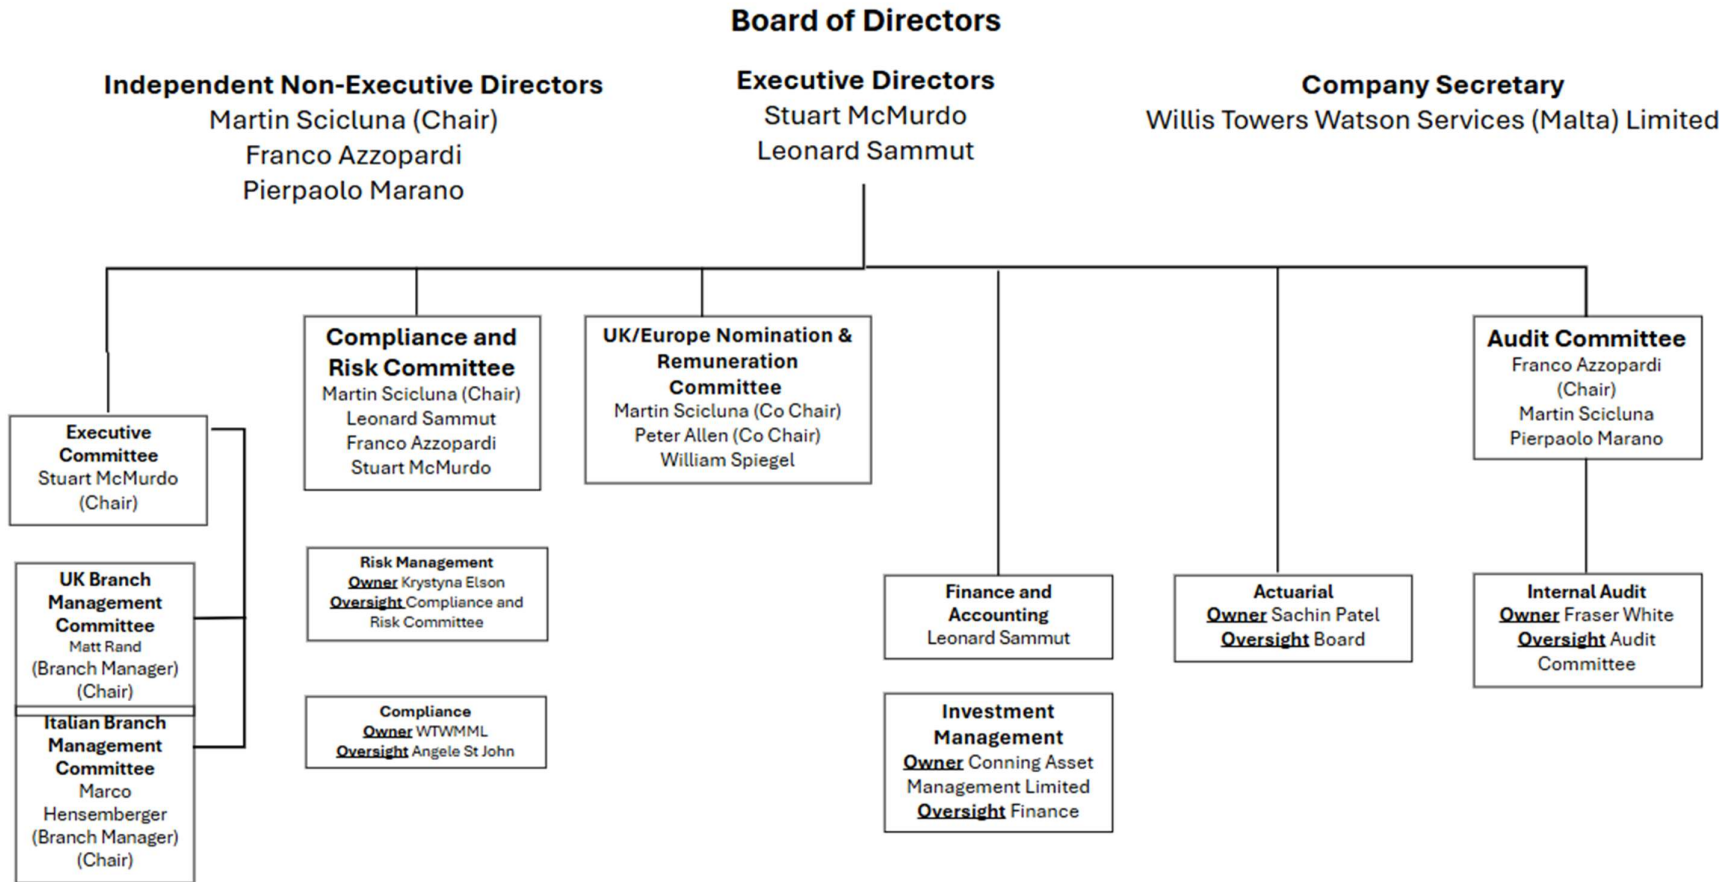 Board of Directors
Independent Non-Executive Directors
Martin Scicluna (Chair)
Franco Azzopardi
Pierpaolo Marano
Executive Directors
Stuart McMurdo
Leonard Sammut
Company Secretary
Willis Towers Watson Services (Malta) Limited
Executive
Committee
Stuart McMurdo
(Chair)
UK Branch
Management
Committee
Matt Rand
(Branch Manager)
(Chair)
Italian Branch
Management
Committee
Marco
Hensemberger
(Branch Manager)
(Chair)
Compliance and
Risk Committee
Martin Scicluna (Chair)
Leonard Sammut
Franco Azzopardi
Stuart McMurdo
Risk Management
Owner Krystyna Elson
Oversight Compliance and
Risk Committee
Compliance
Owner WTWMML
Oversight Angele St John
UK/Europe Nomination &
Remuneration
Committee
Martin Scicluna (Co Chair)
Peter Allen (Co Chair)
William Spiegel
Finance and
Accounting
Leonard Sammut
Investment
Management
Owner Conning Asset
Management Limited
Oversight Finance
Actuarial
Owner Sachin Patel
Oversight Board
Audit Committee
Franco Azzopardi
(Chair)
Martin Scicluna
Pierpaolo Marano
Internal Audit
Owner Fraser White
Oversight Audit
Committee